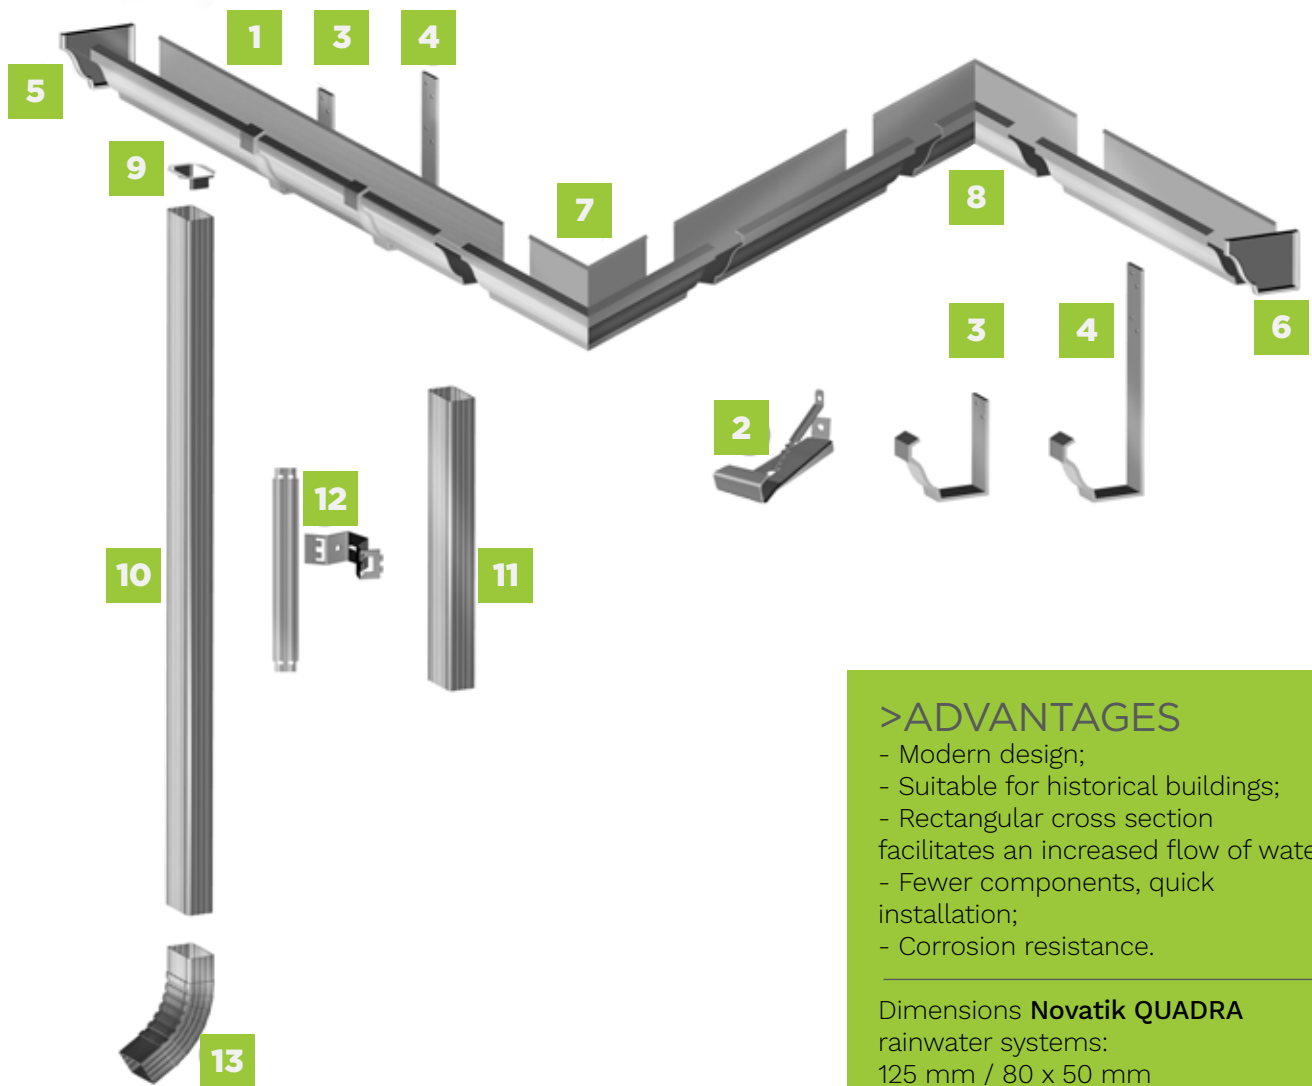 1
3
4
5
9
7
8
3
4
6
2
12
10
11
13
>ADVANTAGES
- Modern design;
- Suitable for historical buildings;
- Rectangular cross section
facilitates an increased flow of wate
- Fewer components, quick
installation;
- Corrosion resistance.
Dimensions Novatik QUADRA
rainwater systems:
125 mm / 80 x 50 mm